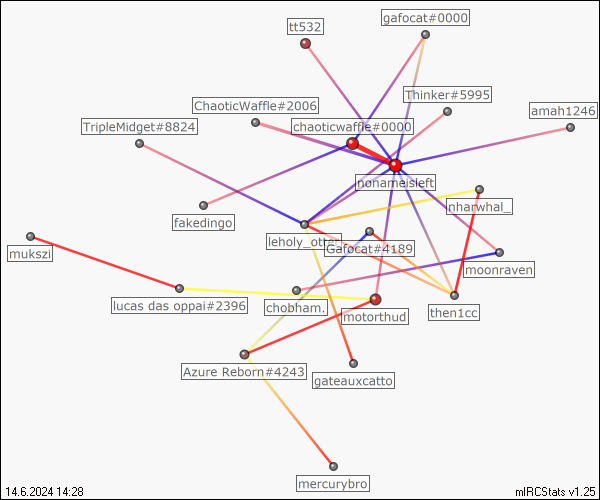 gafocat#0000
tt532
Thinker#5995
ChaoticWaffle#2006
amah1246
TripleMidget#8824
chaoticwaffle#0000
nonameisleft
nharwhal_
fakedingo
leholy_otter
Gafocat#4189
mukszi
moonraven
lucas das oppai#2396
chobham.
motorthud
then1cc
Azure Reborn#4243
gateauxcatto
mercurybro
14.6.2024 14:28
mIRCStats v1.25